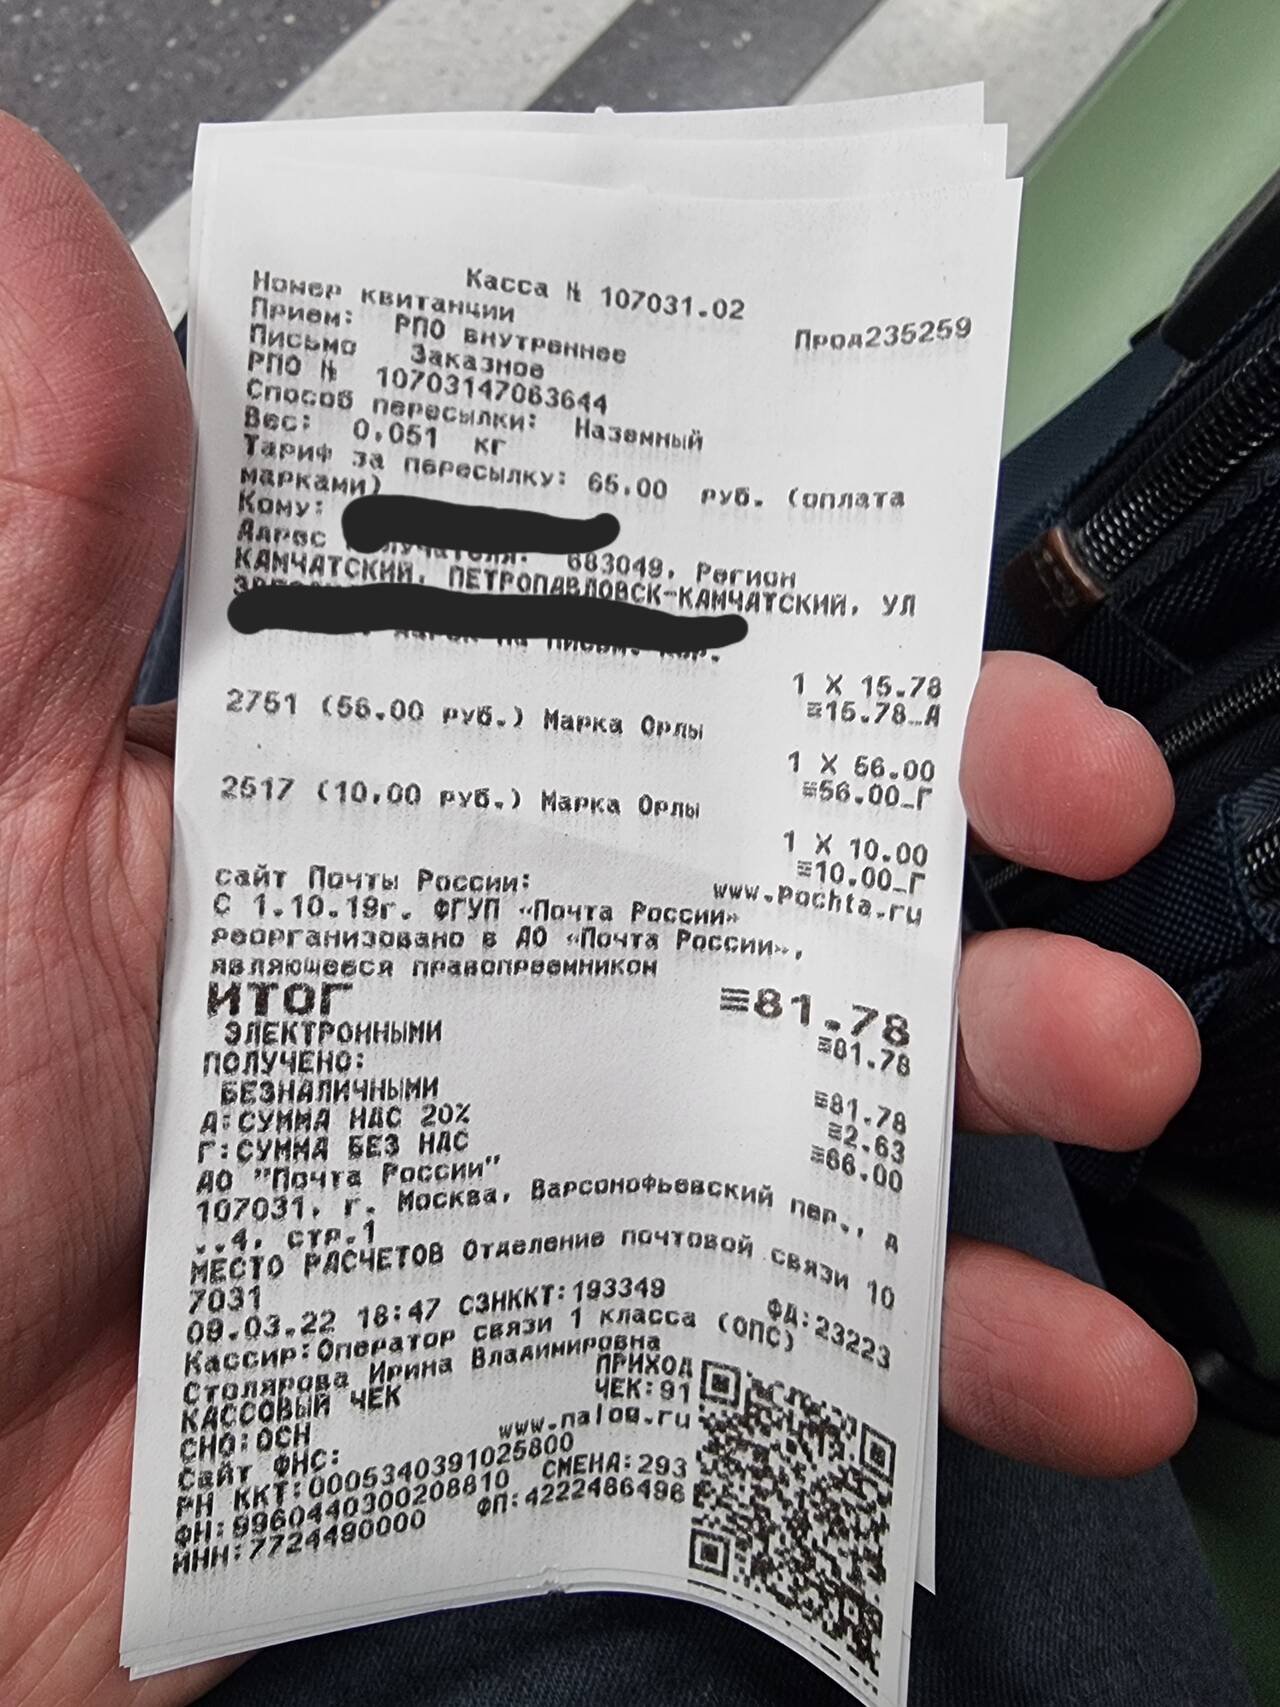 Касса № 107031.02
Номер квитанции Прод235259
Прием: РПО внутреннее
Письмо Заказное
РПО № 10703147063644
Способ пересылки: Наземный
Вес: 0,051 кг
Тариф за пересылку: 65.00 руб. (оплата
марками)
Кому:
Адрес 683049, Регион
КАМЧАТСКИЙ, ПЕТРОПАВЛОВСК-КАМЧАТСКИЙ, УЛ
1 X 15.78
≡15.78_А
2751 (56.00 руб.) Марка Орлы
1 X 56.00
≡56.00_Г
2517 (10,00 руб.) Марка Орлы
1 X 10.00
≡10.00_Г
сайт Почты России: www.pochta.ru
С 1.10.19г. ФГУП «Почта России»
реорганизовано в АО «Почта России»,
являющееся правопреемником
ИТОГ ≡81.78
ЭЛЕКТРОННЫМИ ≡81.78
ПОЛУЧЕНО:
БЕЗНАЛИЧНЫМИ ≡81.78
А:СУММА НДС 20% ≡2.63
Г:СУММА БЕЗ НДС ≡66.00
АО "Почта России"
107031, г. Москва, Варсонофьевский пер., д
..4, стр.1
МЕСТО РАСЧЕТОВ Отделение почтовой связи 10
7031
09.03.22 18:47 СЗНККТ:193349 ФД:23223
Кассир:Оператор связи 1 класса (ОПС)
Столярова Ирина Владимировна
КАССОВЫЙ ЧЕК ПРИХОД
СНО:ОСН ЧЕК:91
Сайт ФНС: www.nalog.ru
РН ККТ:0005340391025800
ФН:9960440300208810 СМЕНА:293
ИНН:7724490000 ФП:4222486496